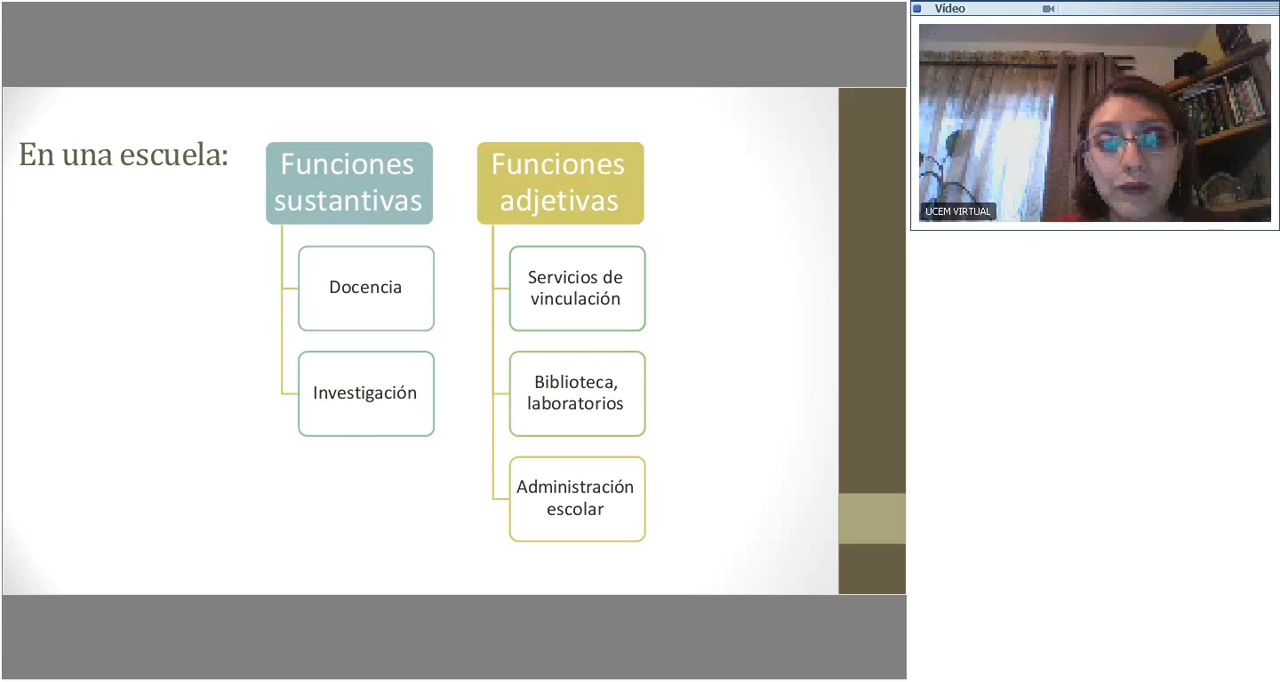 En una escuela:
Funciones
sustantivas
Docencia
Investigación
Funciones
adjetivas
Servicios de
vinculación
Biblioteca,
laboratorios
Administración
escolar
Vídeo
UCEM VIRTUAL